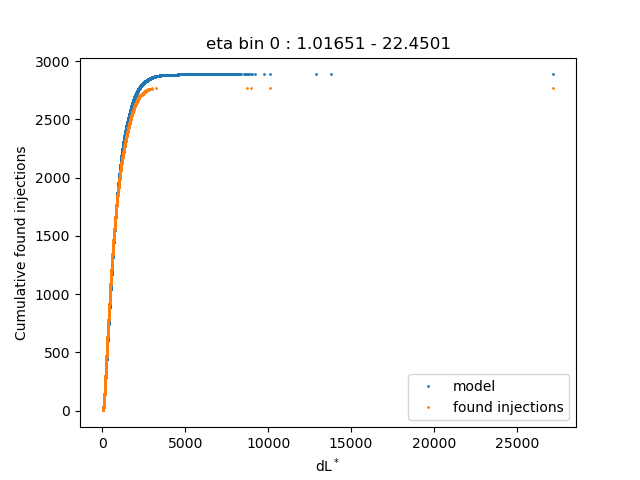 eta bin 0 : 1.01651 - 22.4501
3000
2500
2000
1500
1000
500
0
Cumulative found injections
0
5000
10000
15000
20000
25000
dL*
model
found injections